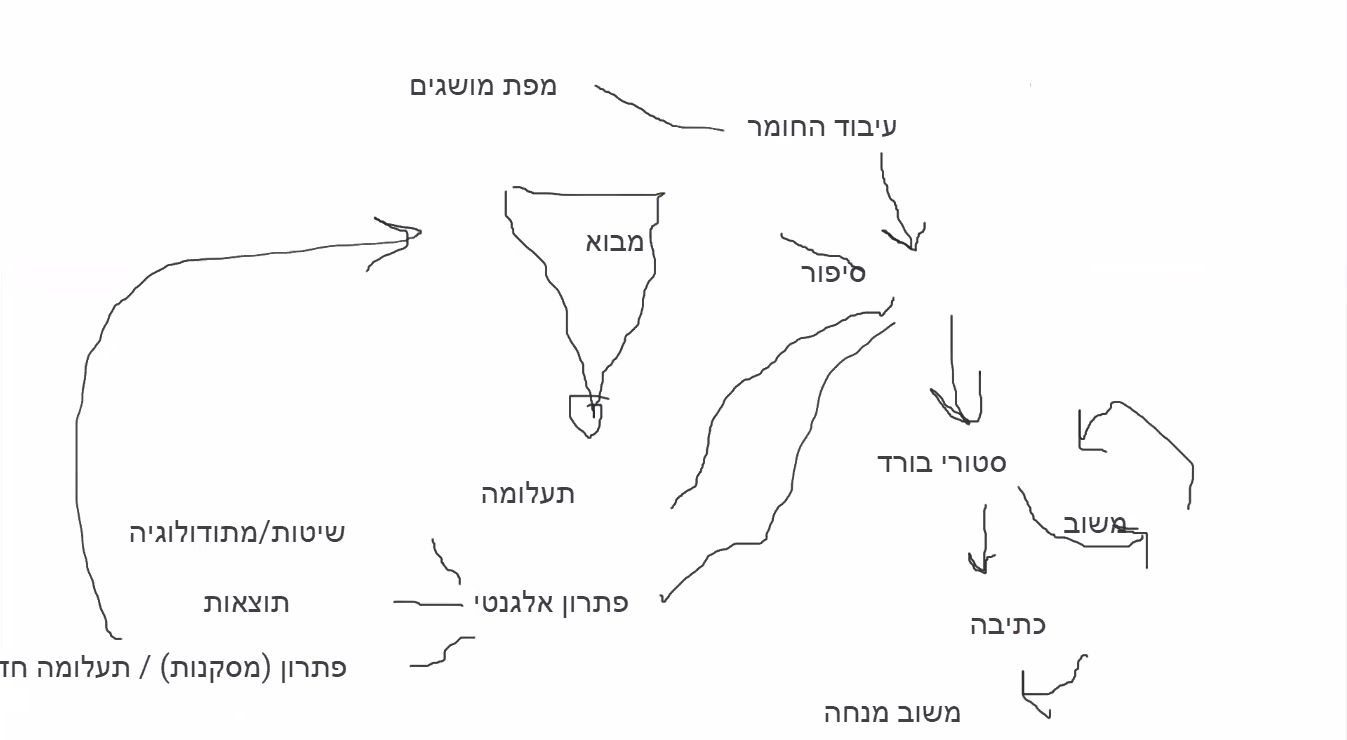 מפת מושגים
עיבוד החומר
מבוא
סיפור
סטורי בורד
תעלומה
משוב
שיטות/מתודולוגיה
תוצאות
פתרון אלגנטי
כתיבה
פתרון (מסקנות) / תעלומה חד
משוב מנחה